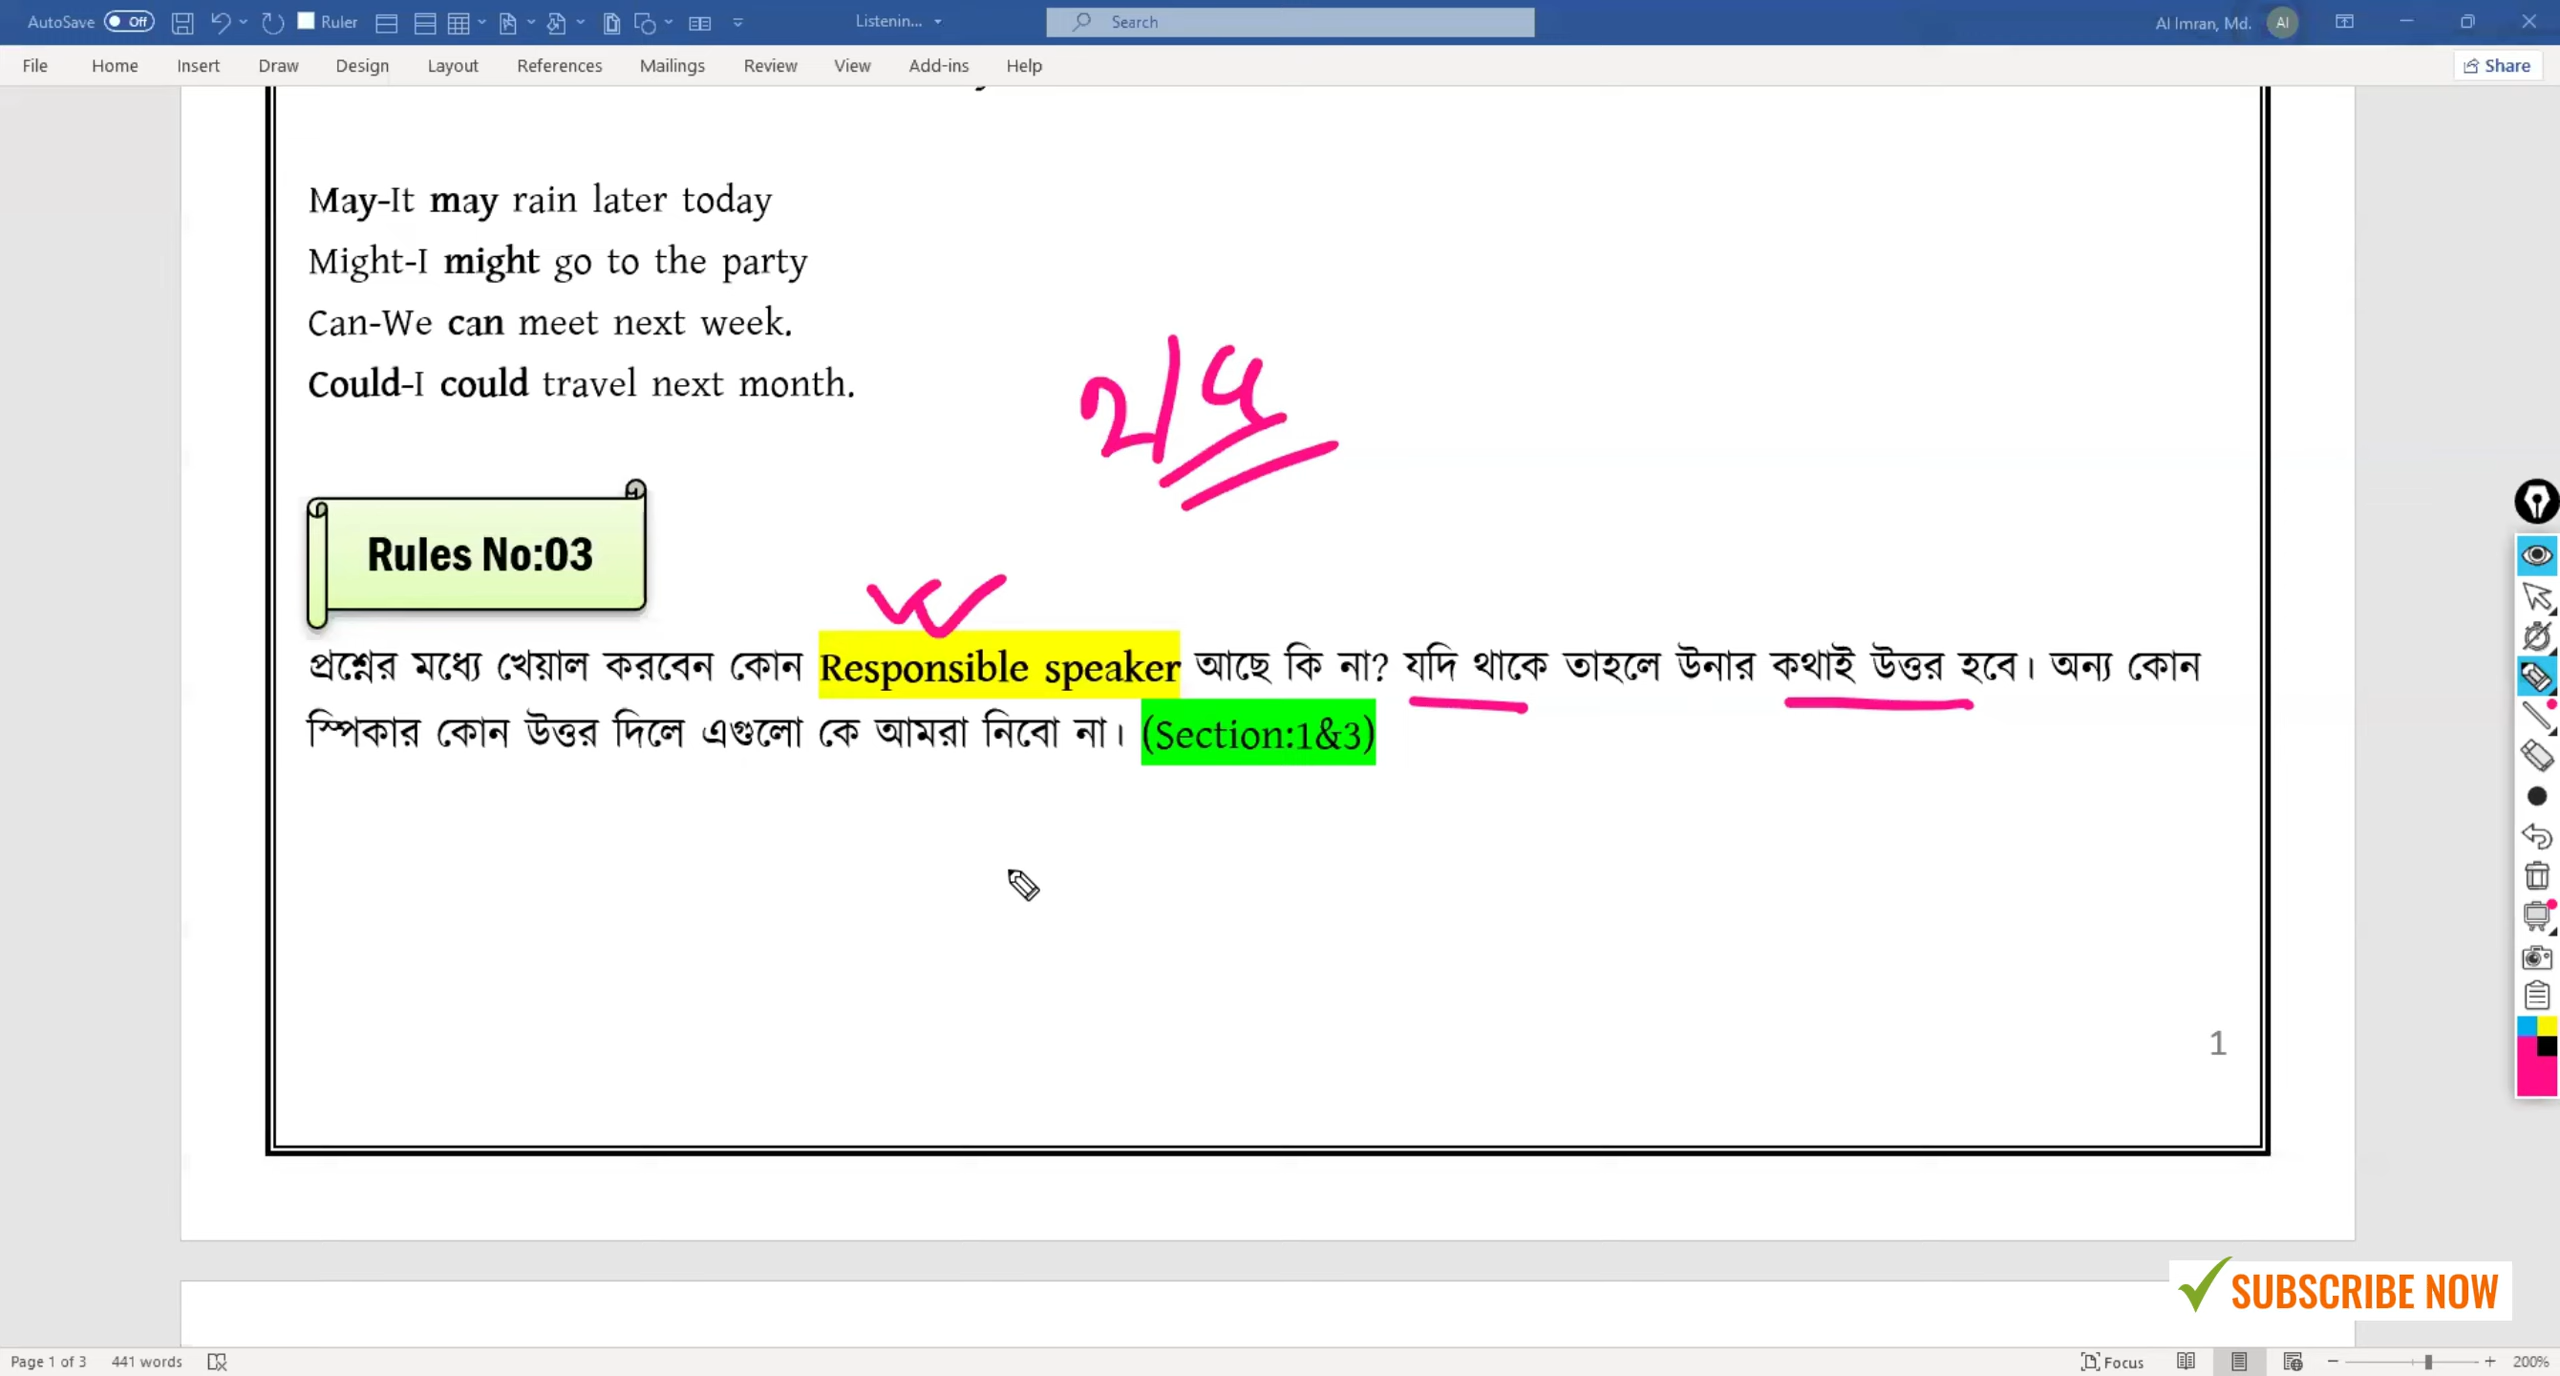 AutoSave Off Ruler Listenin... Search Al Imran, Md. AI
File Home Insert Draw Design Layout References Mailings Review View Add-ins Help Share
May-It may rain later today
Might-I might go to the party
Can-We can meet next week.
Could-I could travel next month.
Rules No:03
প্রশ্নের মধ্যে খেয়াল করবেন কোন Responsible speaker আছে কি না? যদি থাকে তাহলে উনার কথাই উত্তর হবে। অন্য কোন
স্পিকার কোন উত্তর দিলে এগুলো কে আমরা নিবো না। (Section:1&3)
1
SUBSCRIBE NOW
Page 1 of 3 441 words Focus 200%